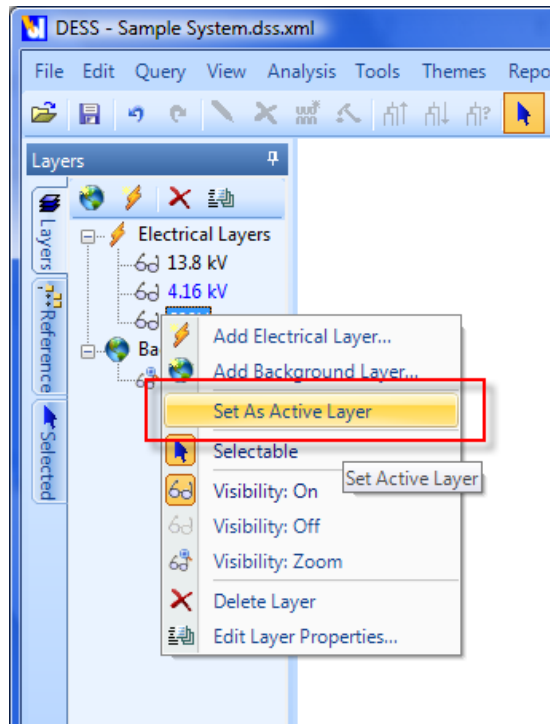 DESS - Sample System.dss.xml
File Edit Query View Analysis Tools Themes Repo
Layers
Layers
Reference
Selected
Electrical Layers
13.8 kV
4.16 kV
Ba
Add Electrical Layer...
Add Background Layer...
Set As Active Layer
Selectable
Set Active Layer
Visibility: On
Visibility: Off
Visibility: Zoom
Delete Layer
Edit Layer Properties...